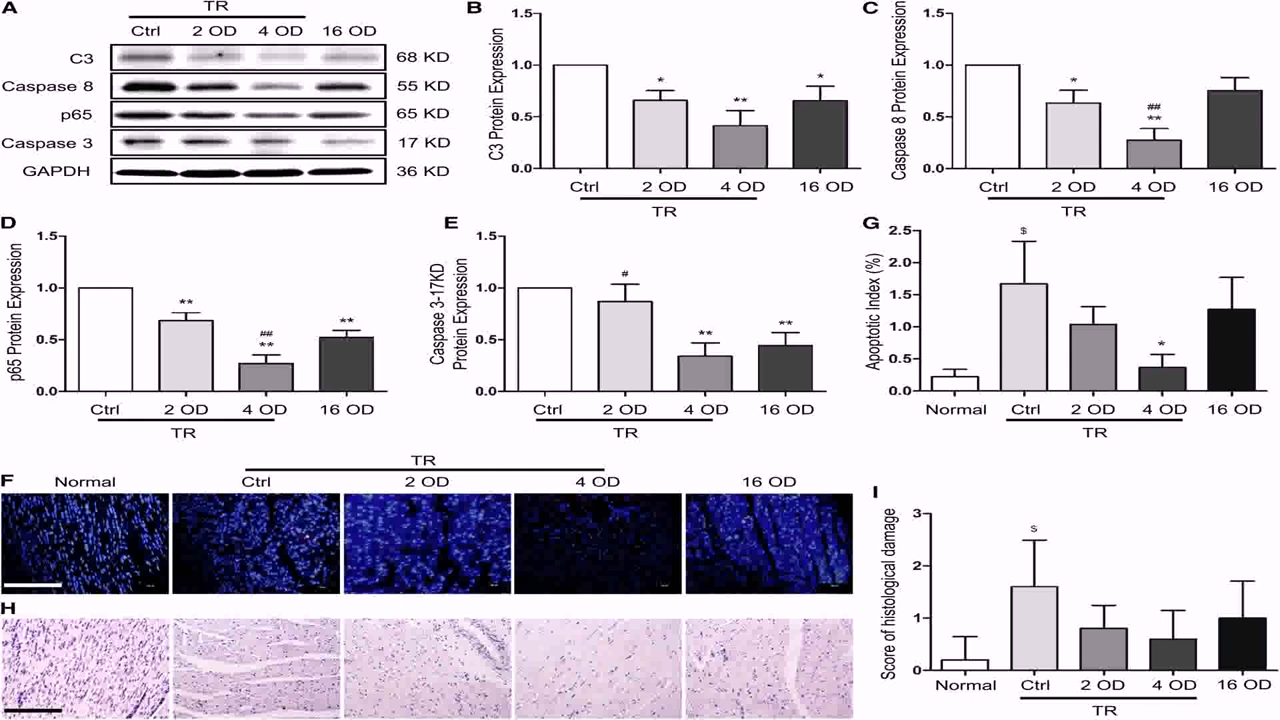 A
TR
Ctrl 2 OD 4 OD 16 OD
C3 68 KD
Caspase 8 55 KD
p65 65 KD
Caspase 3 17 KD
GAPDH 36 KD
B
C3 Protein Expression
1.5
1.0
0.5
0.0
*
**
*
Ctrl 2 OD 4 OD 16 OD
TR
C
Caspase 8 Protein Expression
1.5
1.0
0.5
0.0
*
##
**
Ctrl 2 OD 4 OD 16 OD
TR
D
p65 Protein Expression
1.5
1.0
0.5
0.0
**
##
**
**
Ctrl 2 OD 4 OD 16 OD
TR
E
Caspase 3-17KD
Protein Expression
1.5
1.0
0.5
0.0
#
**
**
Ctrl 2 OD 4 OD 16 OD
TR
G
Apoptotic Index (%)
2.5
2.0
1.5
1.0
0.5
0.0
$
*
Normal Ctrl 2 OD 4 OD 16 OD
TR
F
TR
Normal Ctrl 2 OD 4 OD 16 OD
H
I
Score of histological damage
3
2
1
0
$
Normal Ctrl 2 OD 4 OD 16 OD
TR